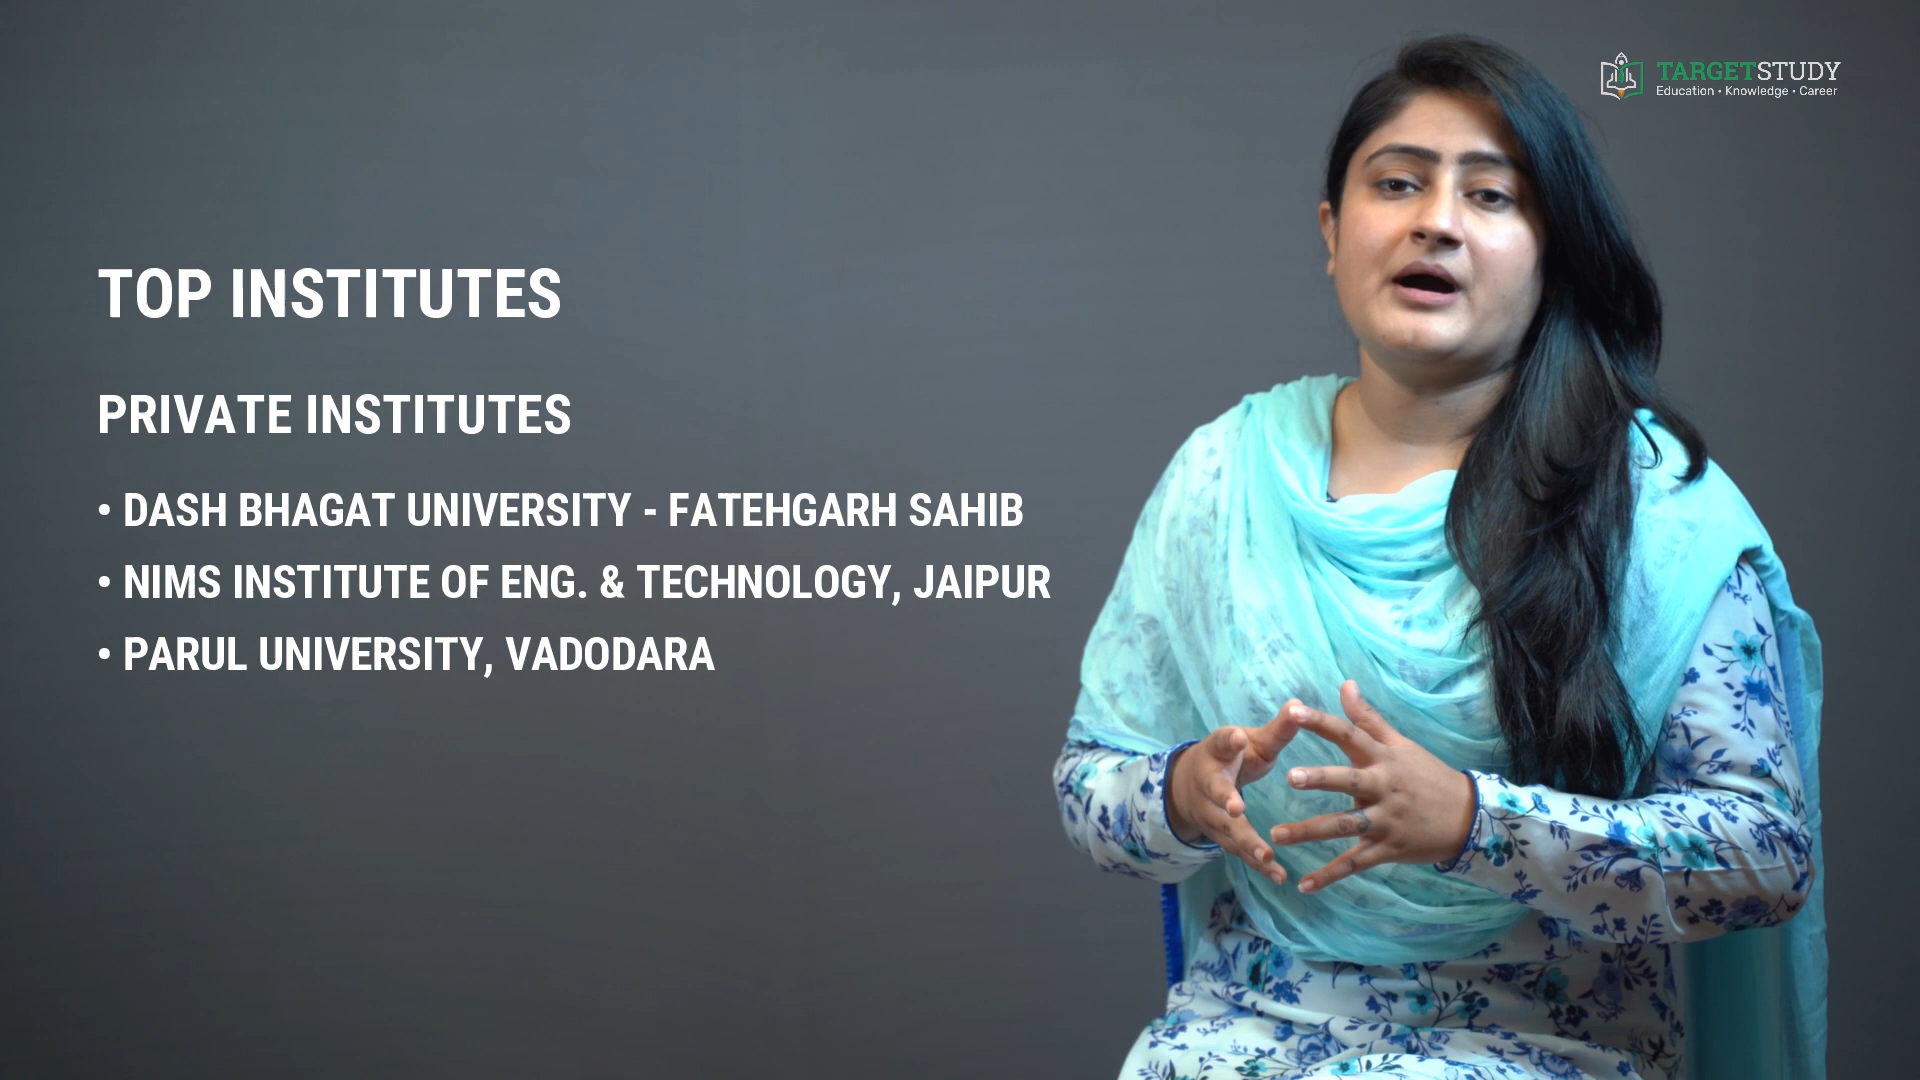 TARGETSTUDY
Education • Knowledge • Career
TOP INSTITUTES
PRIVATE INSTITUTES
• DASH BHAGAT UNIVERSITY - FATEHGARH SAHIB
• NIMS INSTITUTE OF ENG. & TECHNOLOGY, JAIPUR
• PARUL UNIVERSITY, VADODARA